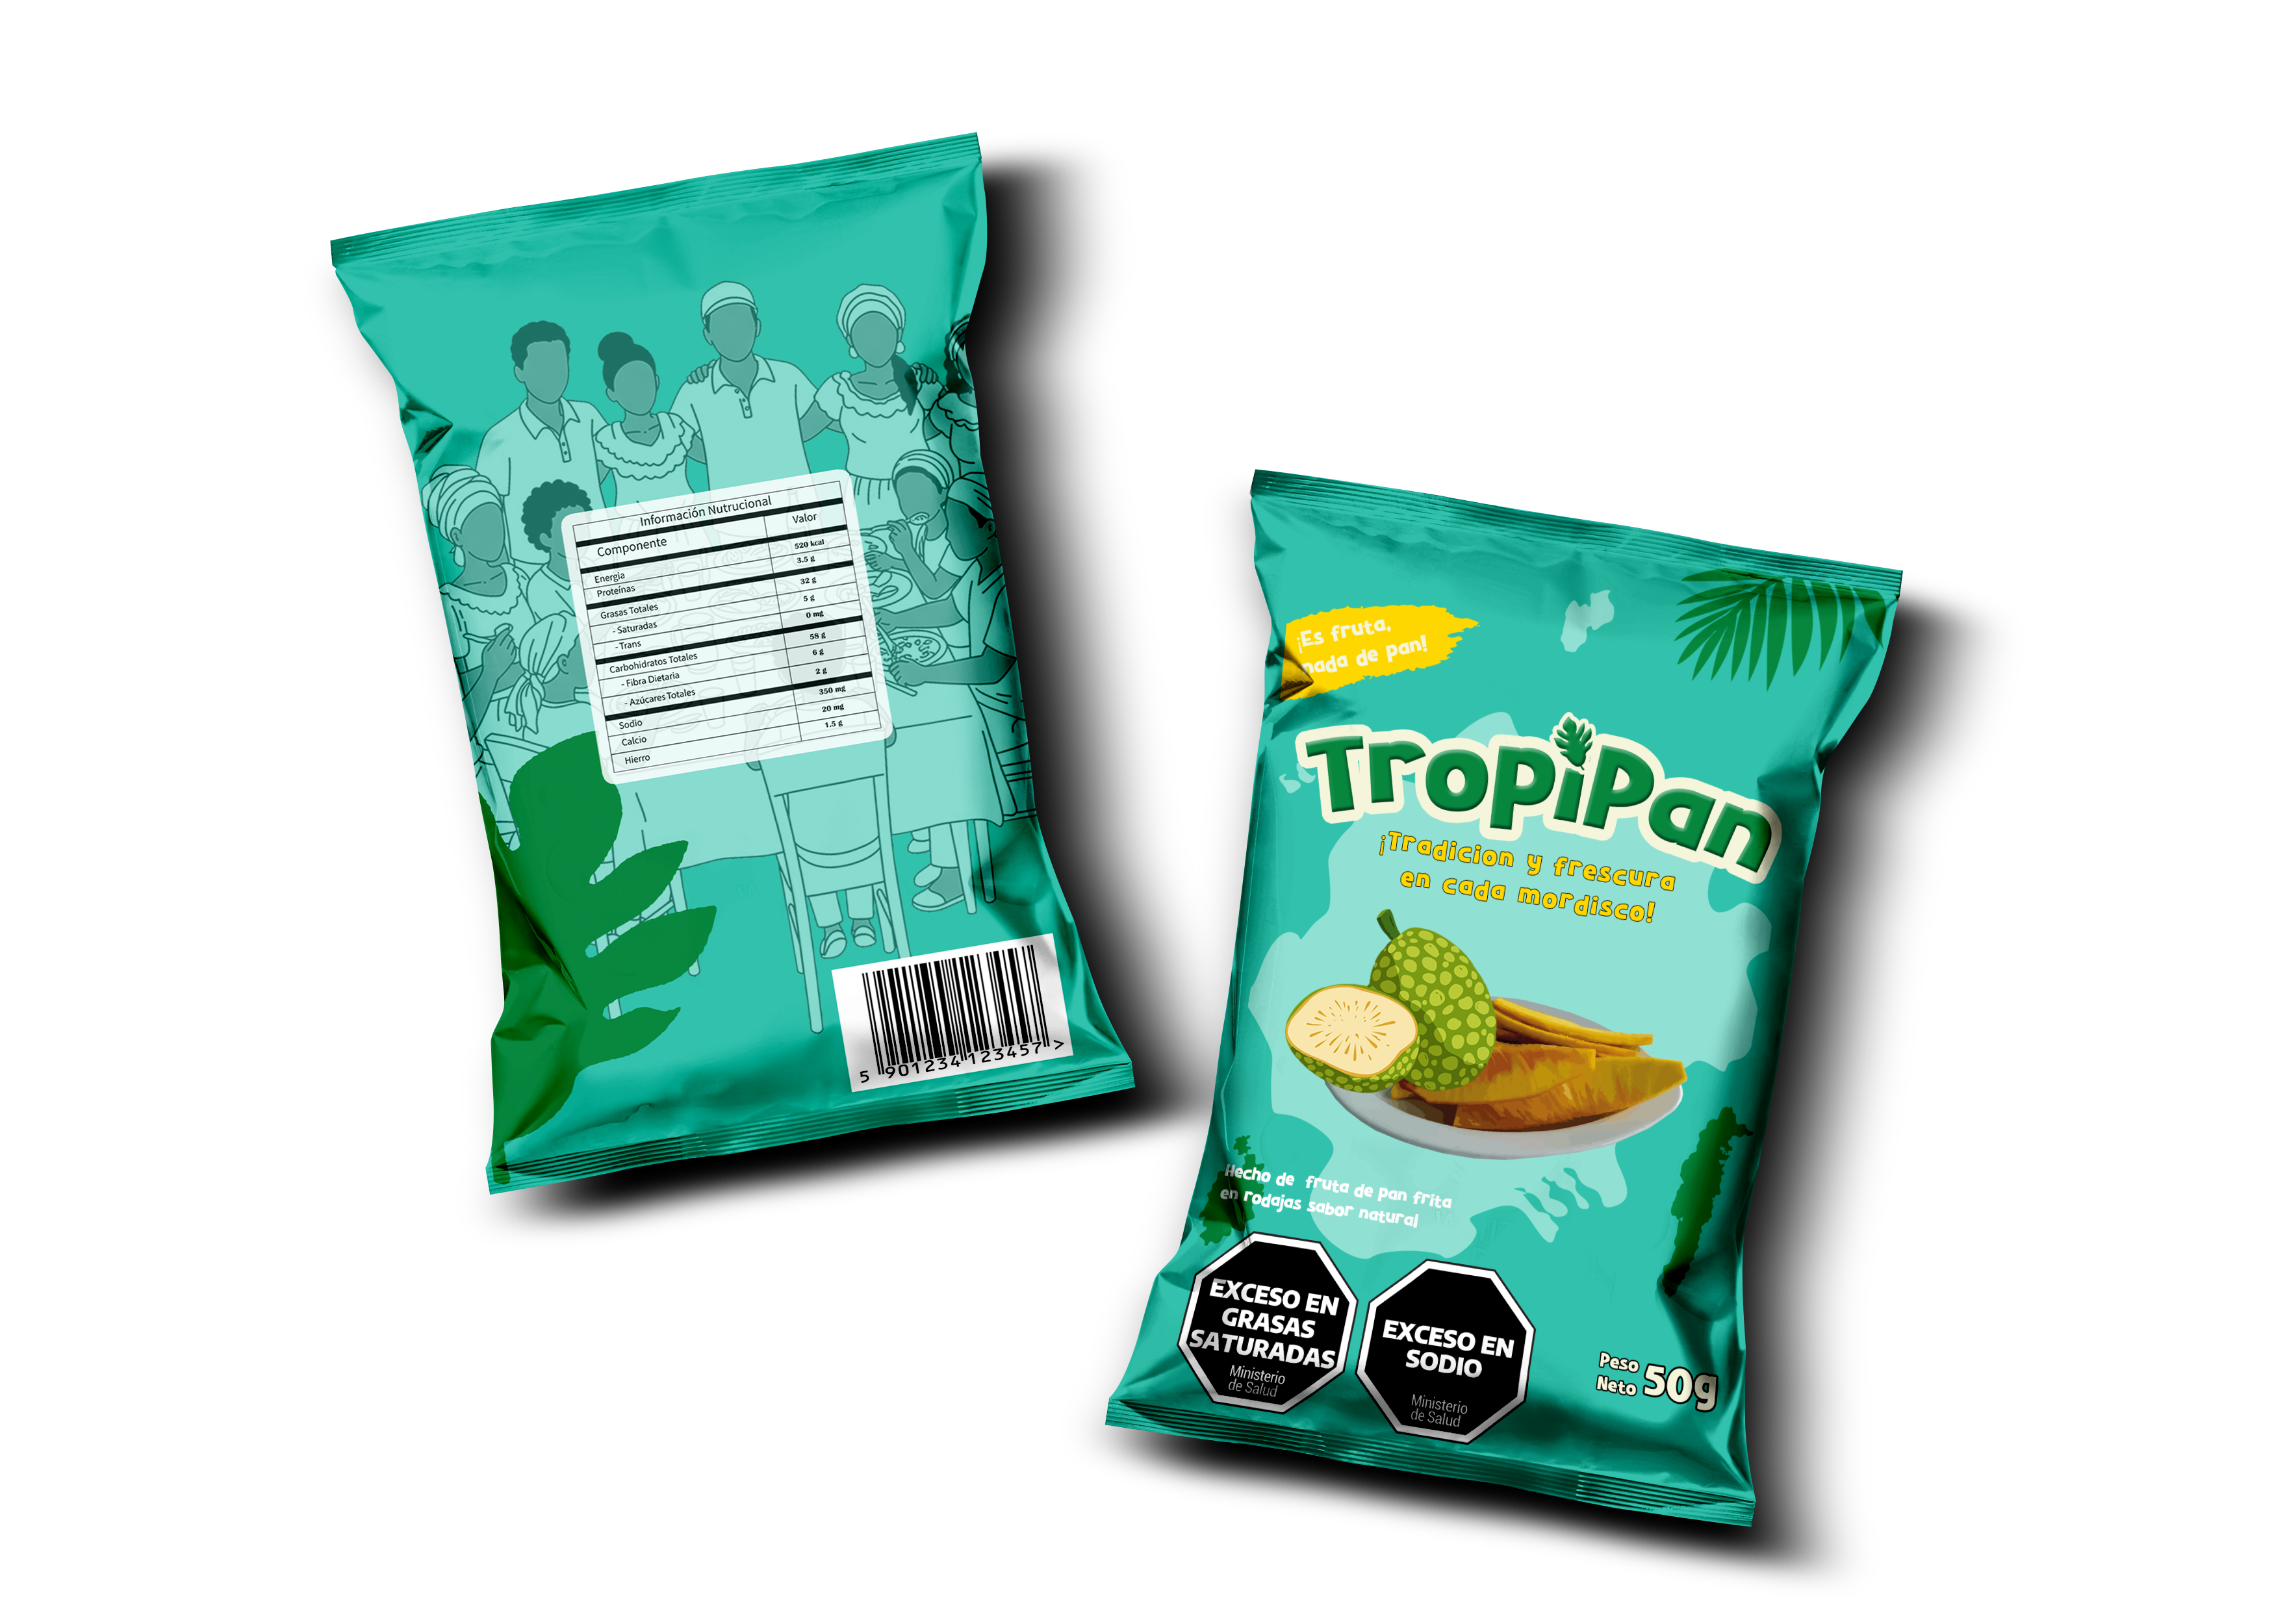 Información Nutrucional
Componente Valor
Energia 520 kcal
Proteínas 3.5 g
Grasas Totales 32 g
- Saturadas 5 g
- Trans 0 mg
Carbohidratos Totales 58 g
- Fibra Dietaria 6 g
- Azúcares Totales 2 g
Sodio 350 mg
Calcio 20 mg
Hierro 1.5 g
5 901234 123457 >
¡Es fruta,
nada de pan!
TropiPan
¡Tradicion y frescura
en cada mordisco!
Hecho de fruta de pan frita
en rodajas sabor natural
EXCESO EN
GRASAS
SATURADAS
Ministerio
de Salud
EXCESO EN
SODIO
Ministerio
de Salud
Peso
Neto 50g